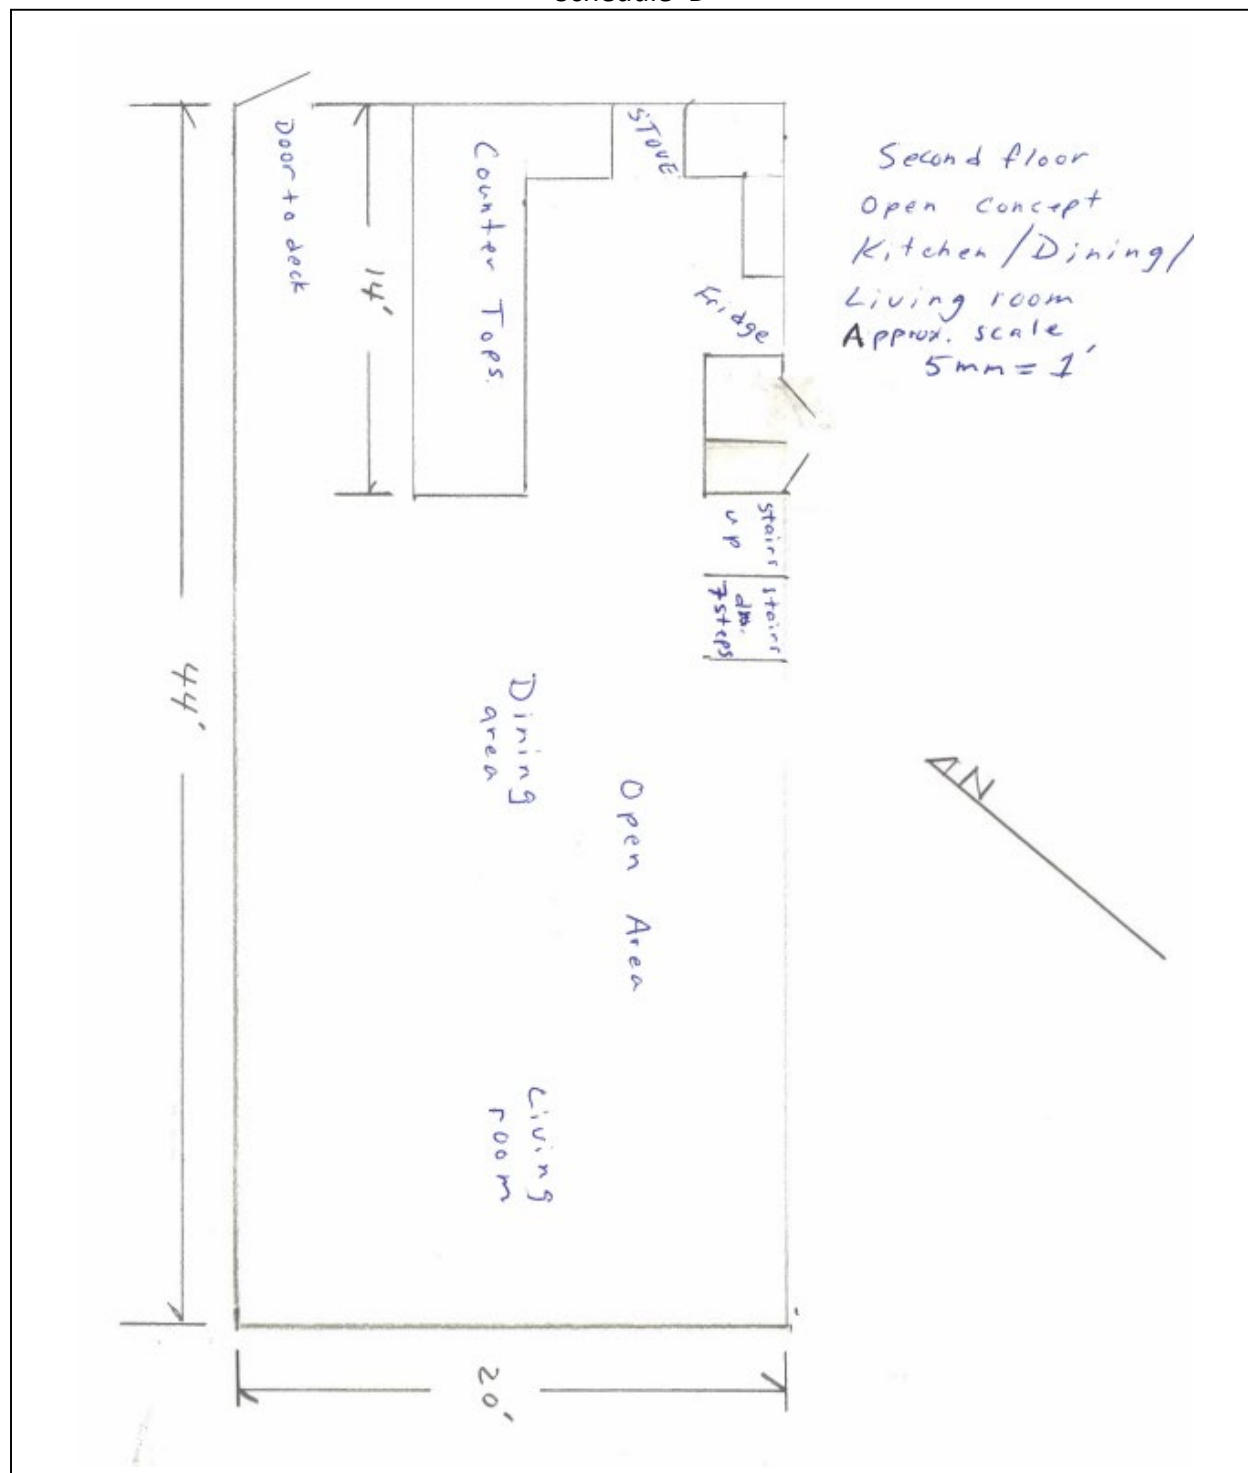 Second floor
Open concept
Kitchen/Dining/
Living room
Approx. scale
5mm = 1'
Door to deck
14'
Counter Tops.
STOVE
Fridge
stairs
up
stairs
dn.
7 steps
44'
Dining
area
Open Area
N
Living
room
20'